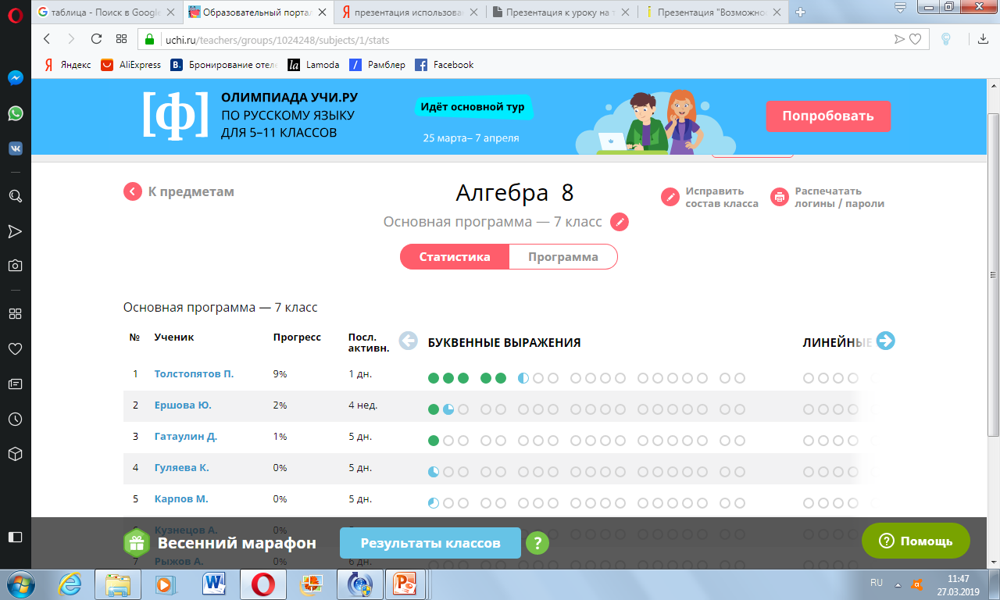 таблица - Поиск в Google
Образовательный портал
презентация использован
Презентация к уроку на т
Презентация "Возможнос
uchi.ru/teachers/groups/1024248/subjects/1/stats
Яндекс
AliExpress
Бронирование отеле
Lamoda
Рамблер
Facebook
[ф]
ОЛИМПИАДА УЧИ.РУ
ПО РУССКОМУ ЯЗЫКУ
ДЛЯ 5–11 КЛАССОВ
Идёт основной тур
25 марта– 7 апреля
Попробовать
К предметам
Алгебра 8
Исправить
состав класса
Распечатать
логины / пароли
Основная программа — 7 класс
Статистика
Программа
Основная программа — 7 класс
№ Ученик Прогресс Посл.
активн.
БУКВЕННЫЕ ВЫРАЖЕНИЯ
ЛИНЕЙНЫЕ
1 Толстопятов П. 9% 1 дн.
2 Ершова Ю. 2% 4 нед.
3 Гатаулин Д. 1% 5 дн.
4 Гуляева К. 0% 5 дн.
5 Карпов М. 0% 5 дн.
Кузнецов А. 0%
7 Рыжов А. 0% 6 дн.
Весенний марафон
Результаты классов
?
Помощь
RU
11:47
27.03.2019